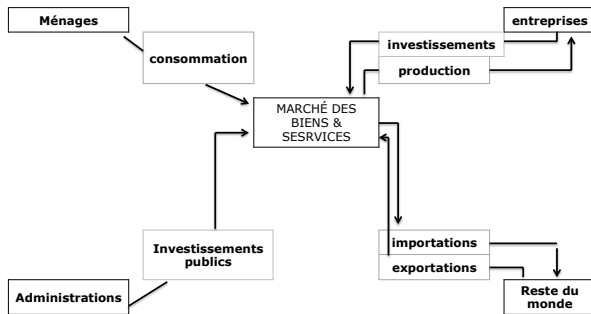 Ménages
entreprises
investissements
consommation
production
MARCHÉ DES
BIENS &
SESRVICES
Investissements
publics
importations
exportations
Administrations
Reste du
monde